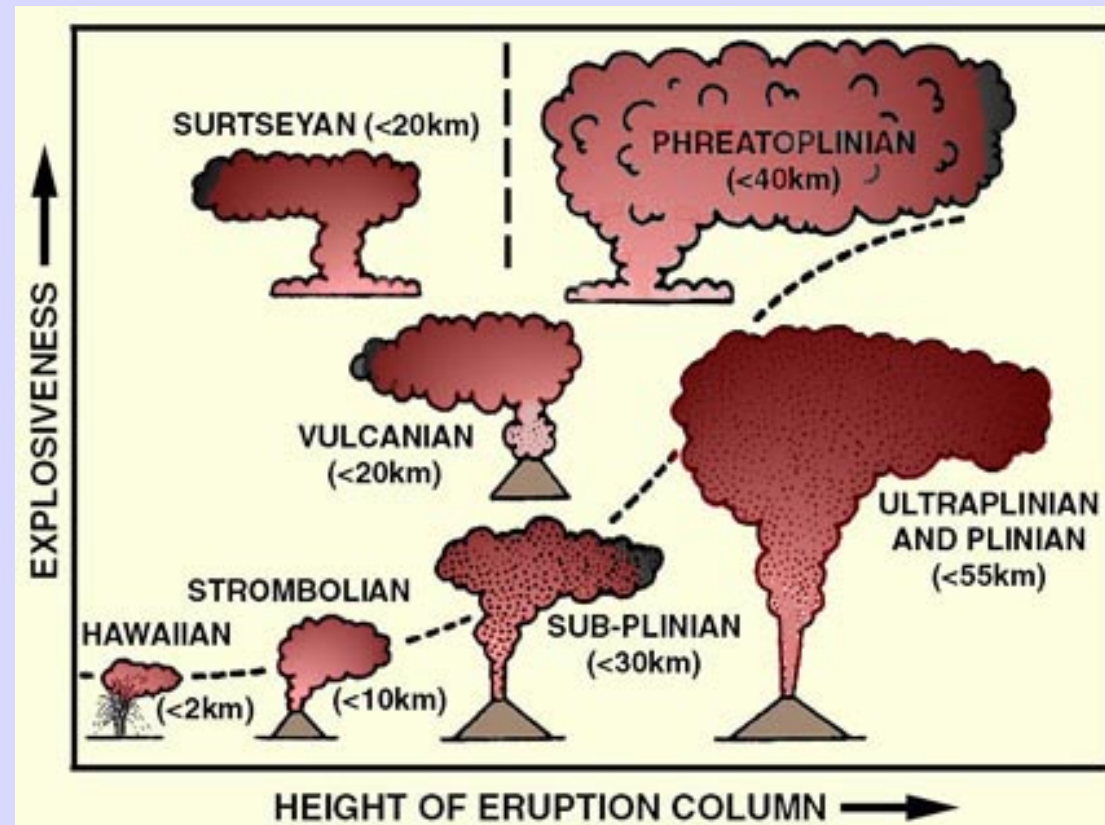 SURTSEYAN (<20km)
PHREATOPLINIAN
(<40km)
VULCANIAN
(<20km)
ULTRAPLINIAN
AND PLINIAN
(<55km)
STROMBOLIAN
(<10km)
SUB-PLINIAN
(<30km)
HAWAIIAN
(<2km)
EXPLOSIVENESS
HEIGHT OF ERUPTION COLUMN